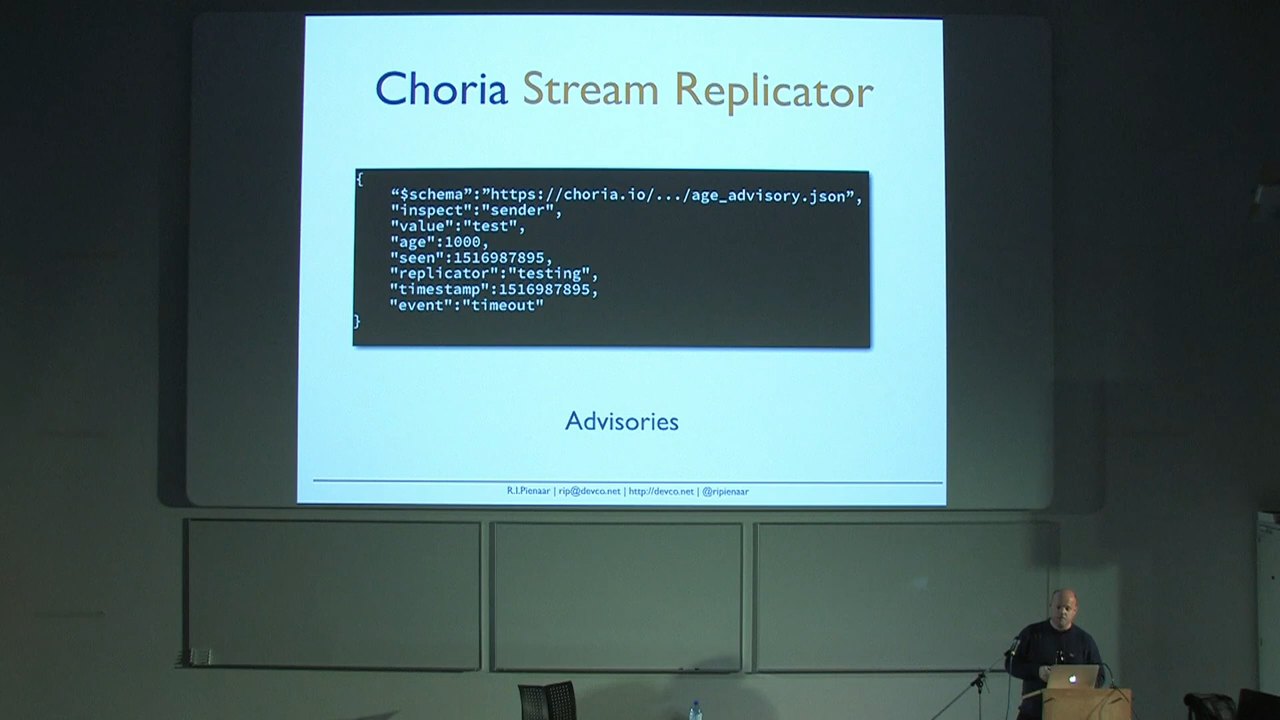 Choria Stream Replicator
{
“$schema”:”https://choria.io/.../age_advisory.json”,
"inspect":"sender",
"value":"test",
"age":1000,
"seen":1516987895,
"replicator":"testing",
"timestamp":1516987895,
"event":"timeout"
}
Advisories
R.I.Pienaar | rip@devco.net | http://devco.net | @ripienaar